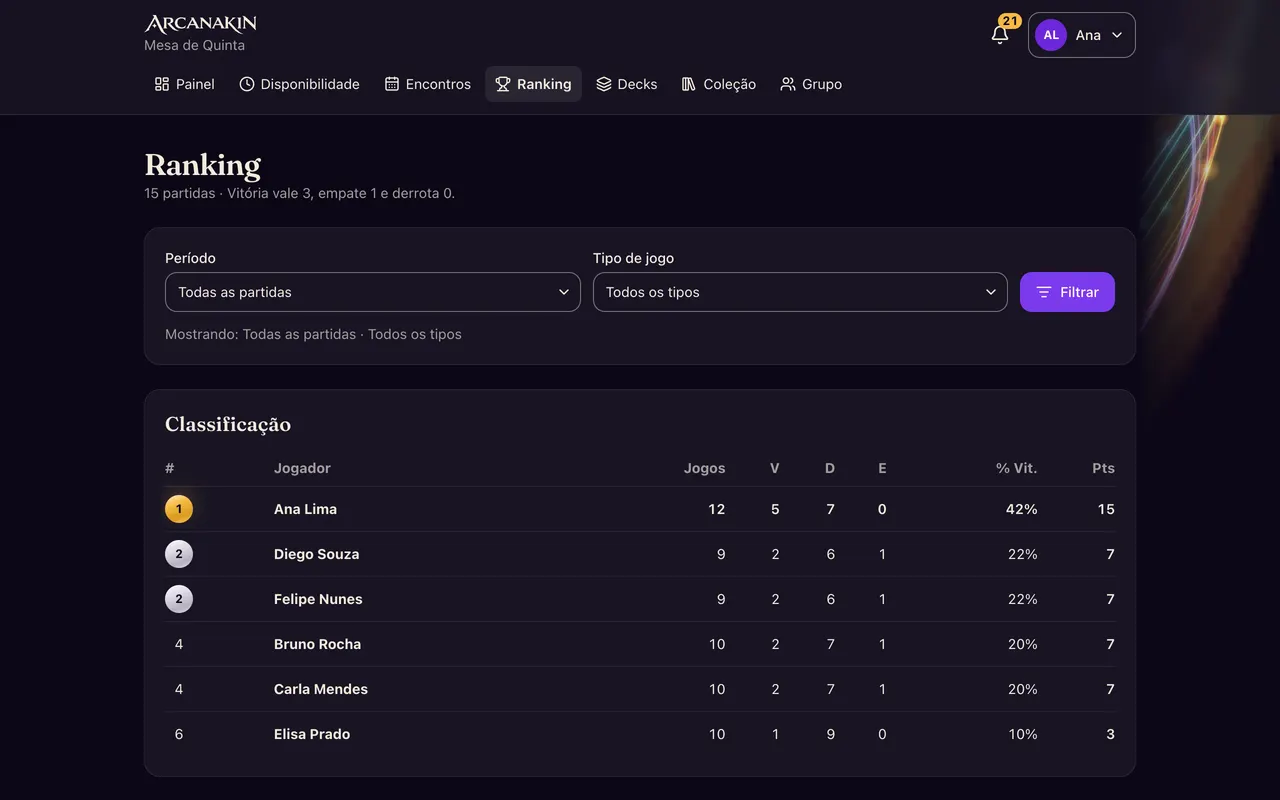 ARCANAKIN
Mesa de Quinta
21
AL Ana
Painel Disponibilidade Encontros Ranking Decks Coleção Grupo
Ranking
15 partidas · Vitória vale 3, empate 1 e derrota 0.
Período Tipo de jogo
Todas as partidas Todos os tipos Filtrar
Mostrando: Todas as partidas · Todos os tipos
Classificação
# Jogador Jogos V D E % Vit. Pts
1 Ana Lima 12 5 7 0 42% 15
2 Diego Souza 9 2 6 1 22% 7
2 Felipe Nunes 9 2 6 1 22% 7
4 Bruno Rocha 10 2 7 1 20% 7
4 Carla Mendes 10 2 7 1 20% 7
6 Elisa Prado 10 1 9 0 10% 3